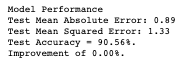 Model Performance
Test Mean Absolute Error: 0.89
Test Mean Squared Error: 1.33
Test Accuracy = 90.56%.
Improvement of 0.00%.